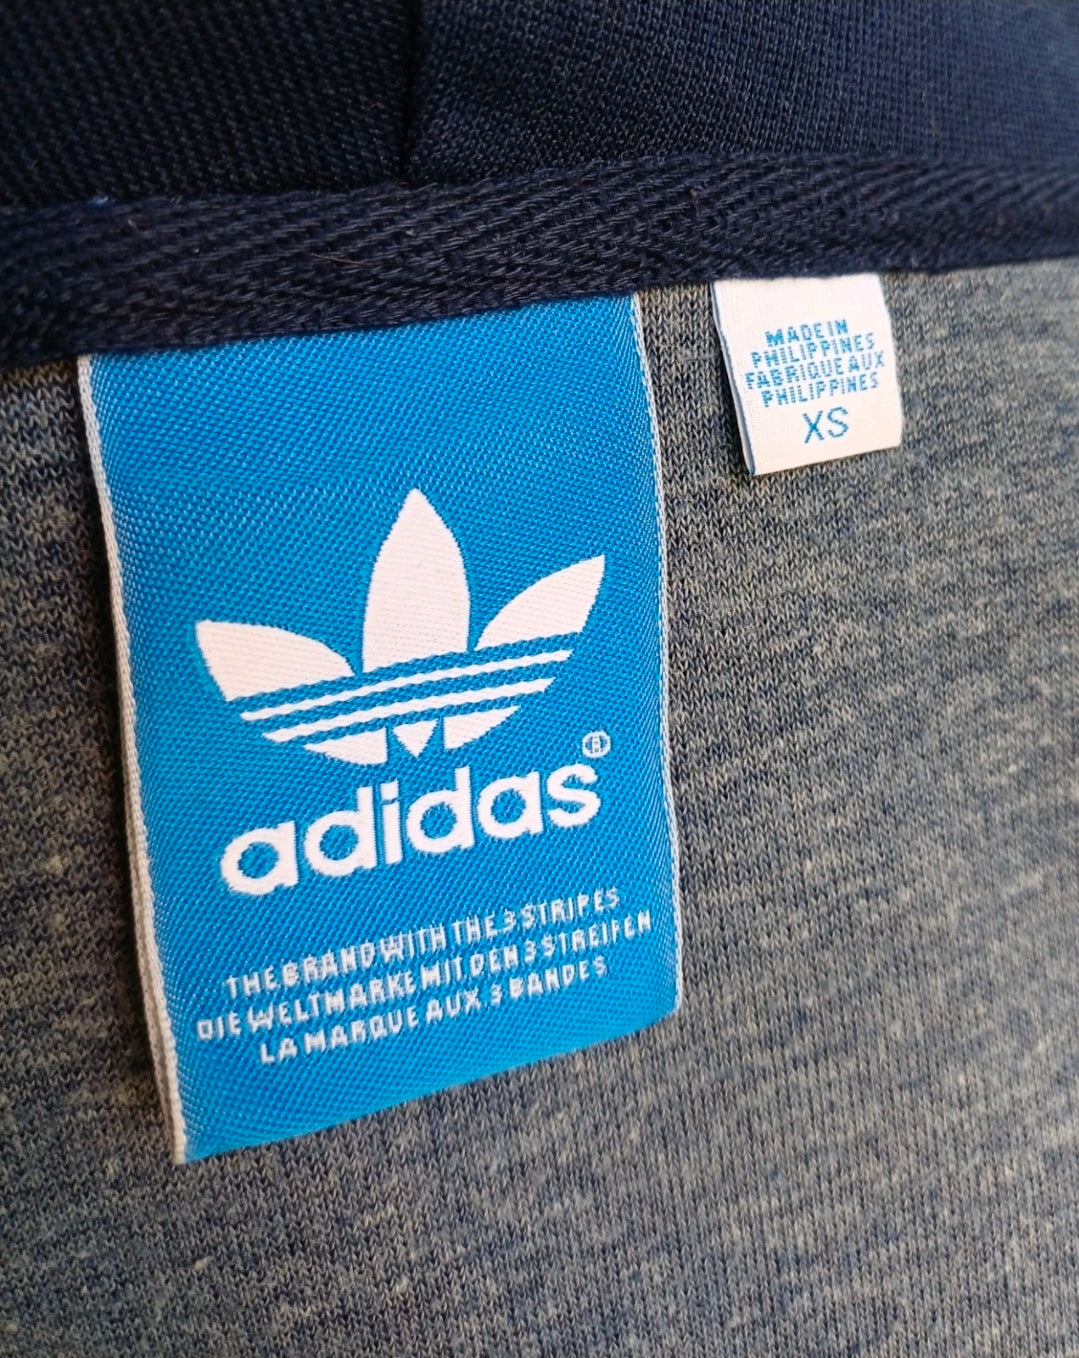 MADE IN
PHILIPPINES
FABRIQUE AUX
PHILIPPINES
XS
adidas®
THE BRAND WITH THE 3 STRIPES
DIE WELTMARKE MIT DEN 3 STREIFEN
LA MARQUE AUX 3 BANDES